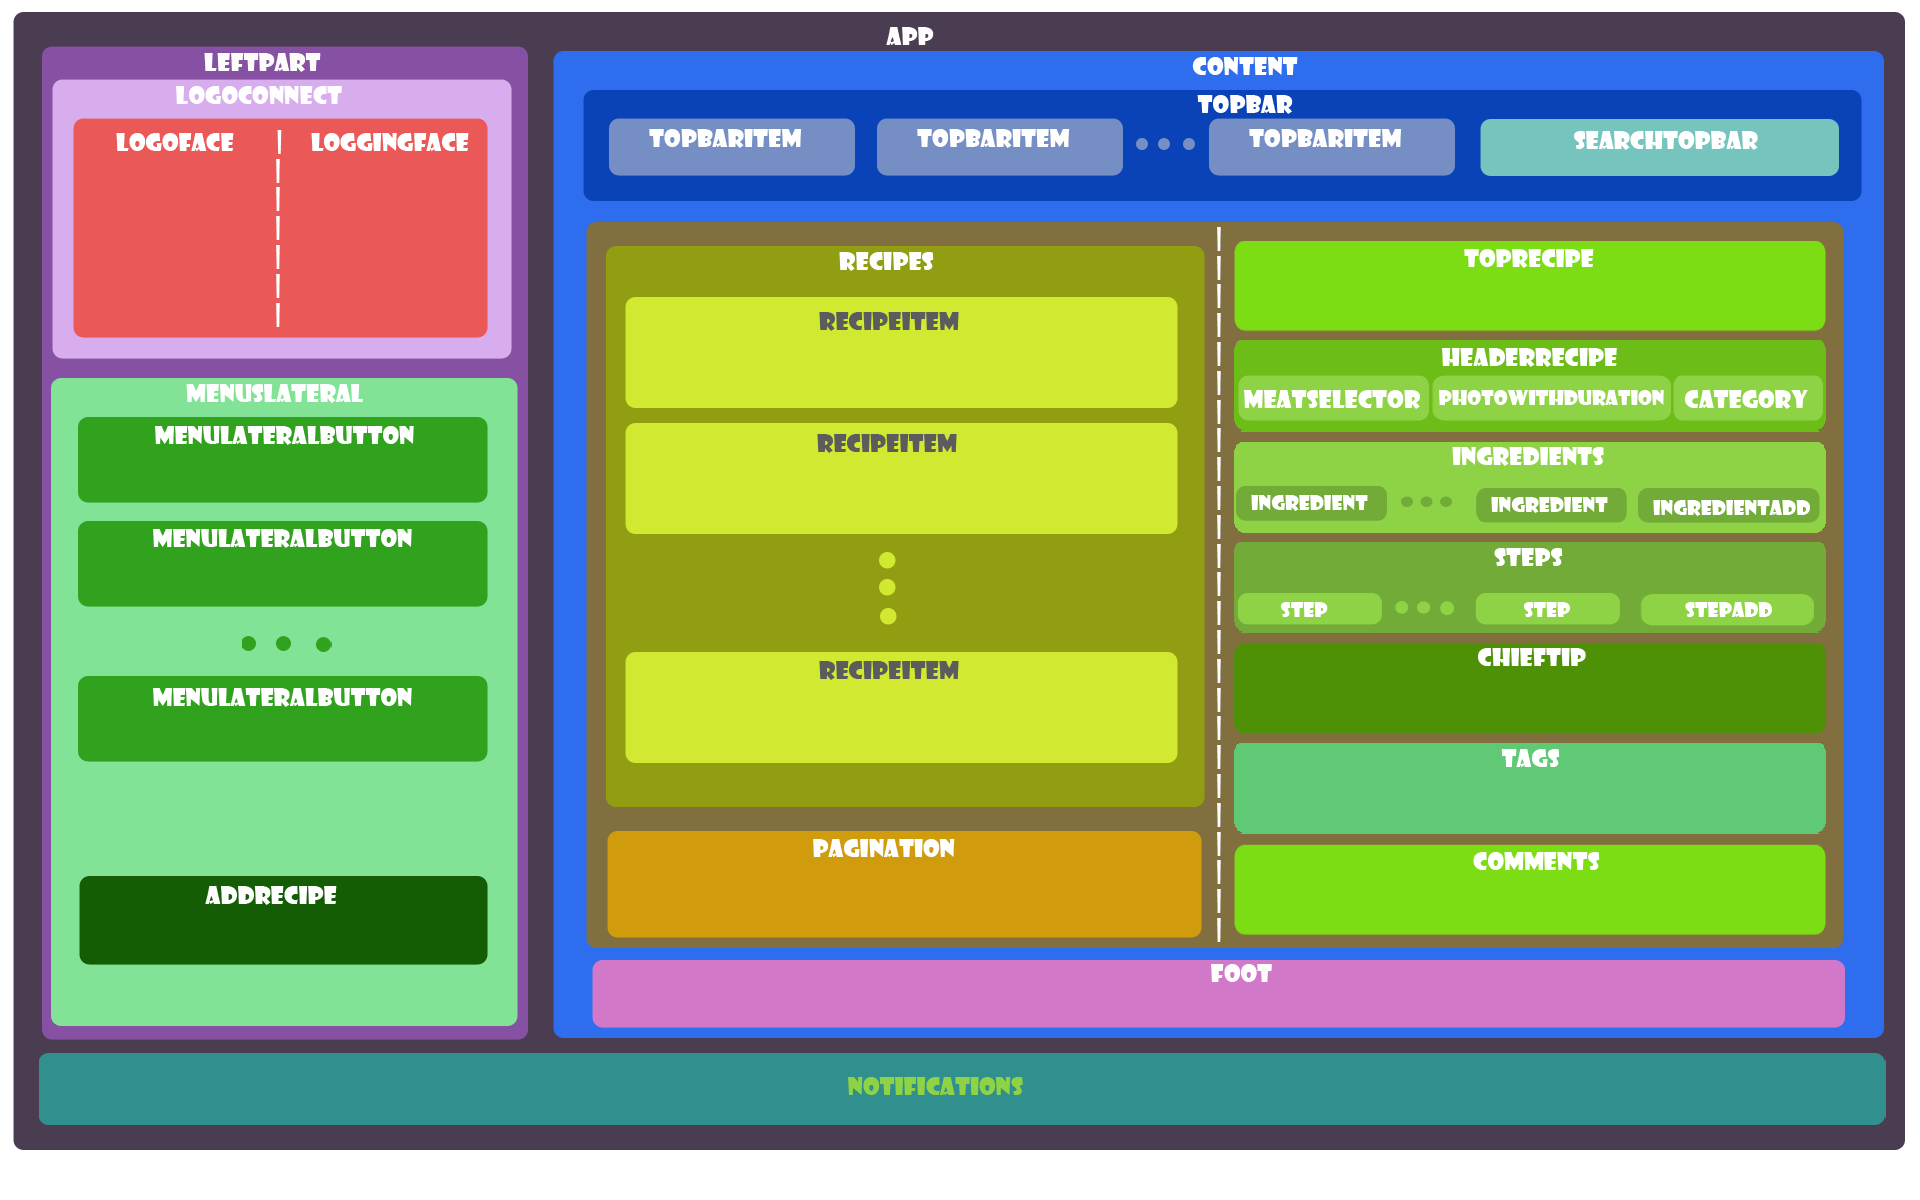 APP
LEFTPART
LOGOCONNECT
LOGOFACE
LOGGINGFACE
MENUSLATERAL
MENULATERALBUTTON
MENULATERALBUTTON
MENULATERALBUTTON
ADDRECIPE
CONTENT
TOPBAR
TOPBARITEM
TOPBARITEM
TOPBARITEM
SEARCHTOPBAR
RECIPES
RECIPEITEM
RECIPEITEM
RECIPEITEM
PAGINATION
TOPRECIPE
HEADERRECIPE
MEATSELECTOR
PHOTOWITHDURATION
CATEGORY
INGREDIENTS
INGREDIENT
INGREDIENT
INGREDIENTADD
STEPS
STEP
STEP
STEPADD
CHIEFTIP
TAGS
COMMENTS
FOOT
NOTIFICATIONS